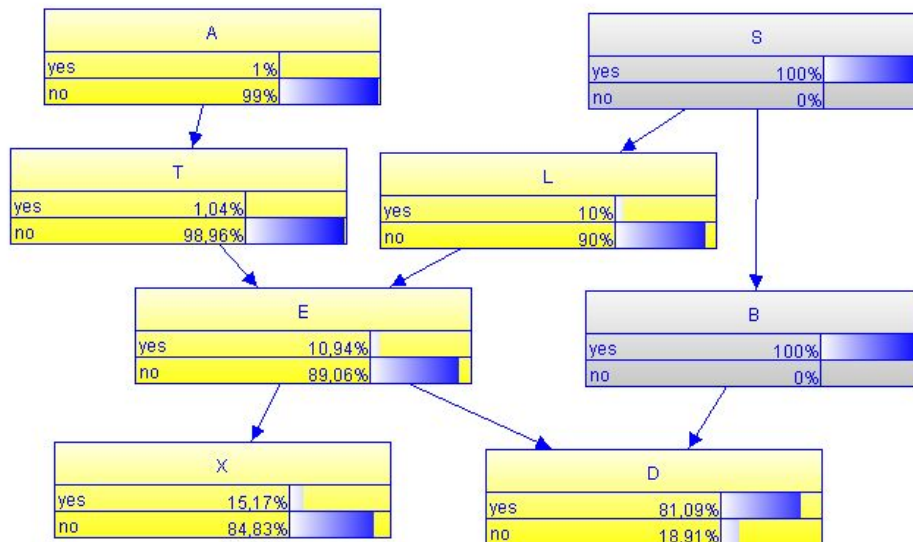 A
yes 1%
no 99%
S
yes 100%
no 0%
T
yes 1,04%
no 98,96%
L
yes 10%
no 90%
E
yes 10,94%
no 89,06%
B
yes 100%
no 0%
X
yes 15,17%
no 84,83%
D
yes 81,09%
no 18,91%